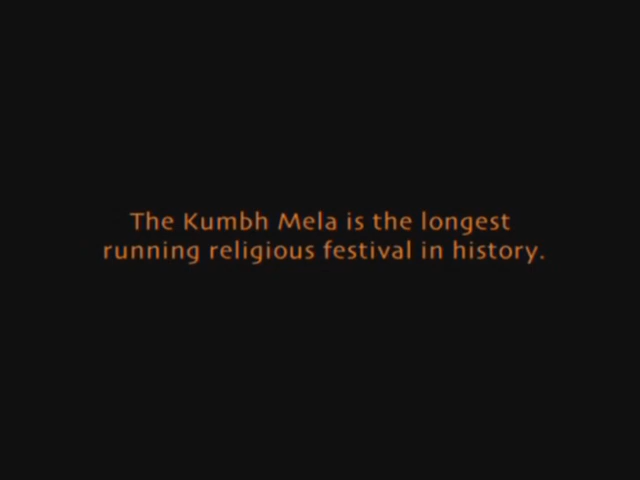 The Kumbh Mela is the longest
running religious festival in history.